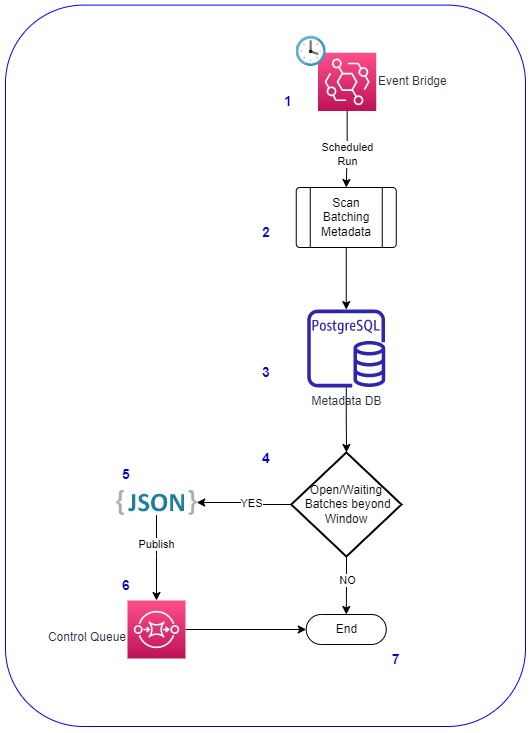 Event Bridge
1
Scheduled
Run
Scan
Batching
Metadata
2
PostgreSQL
3
Metadata DB
4
Open/Waiting
Batches beyond
Window
5
{JSON}
YES
Publish
NO
6
Control Queue
End
7